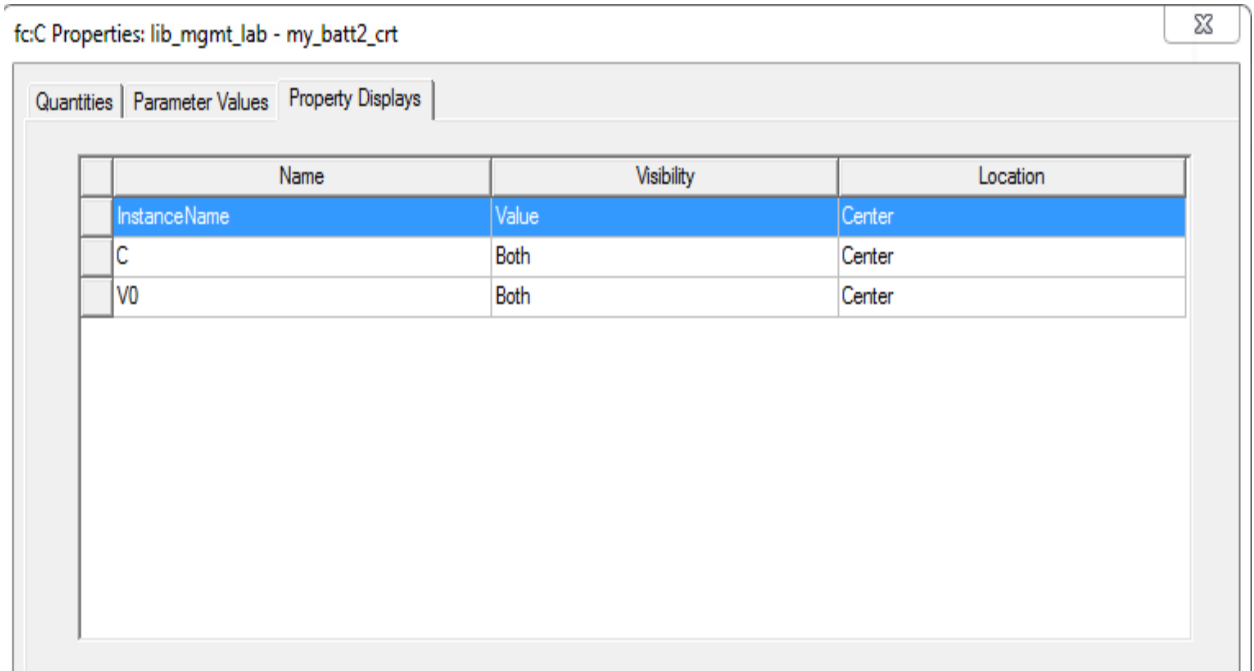 fc:C Properties: lib_mgmt_lab - my_batt2_crt
Quantities Parameter Values Property Displays
Name Visibility Location
InstanceName Value Center
C Both Center
V0 Both Center